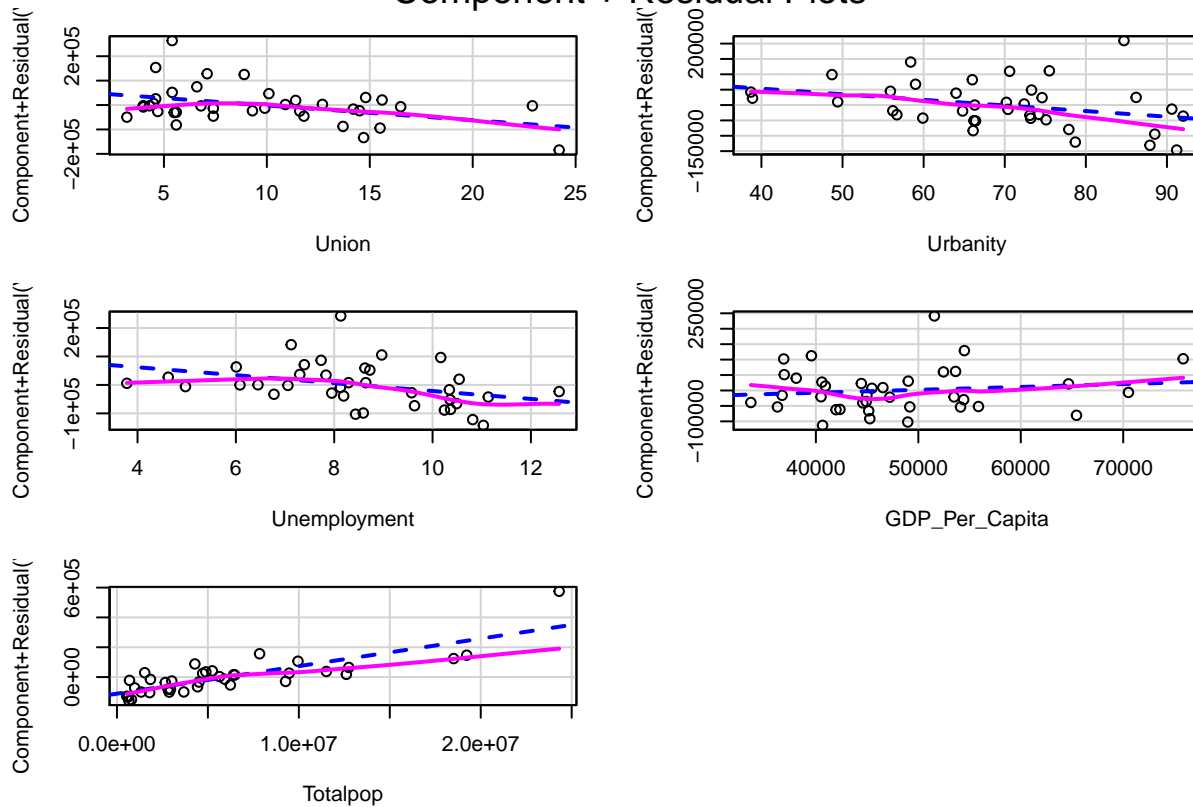 Component + Residual Plots
Component+Residual(
2e+05
−2e+05
5 10 15 20 25
Union
Component+Residual(
100000
−150000
40 50 60 70 80 90
Urbanity
Component+Residual(
2e+05
−1e+05
4 6 8 10 12
Unemployment
Component+Residual(
250000
−100000
40000 50000 60000 70000
GDP_Per_Capita
Component+Residual(
6e+05
0e+00
0.0e+00 1.0e+07 2.0e+07
Totalpop